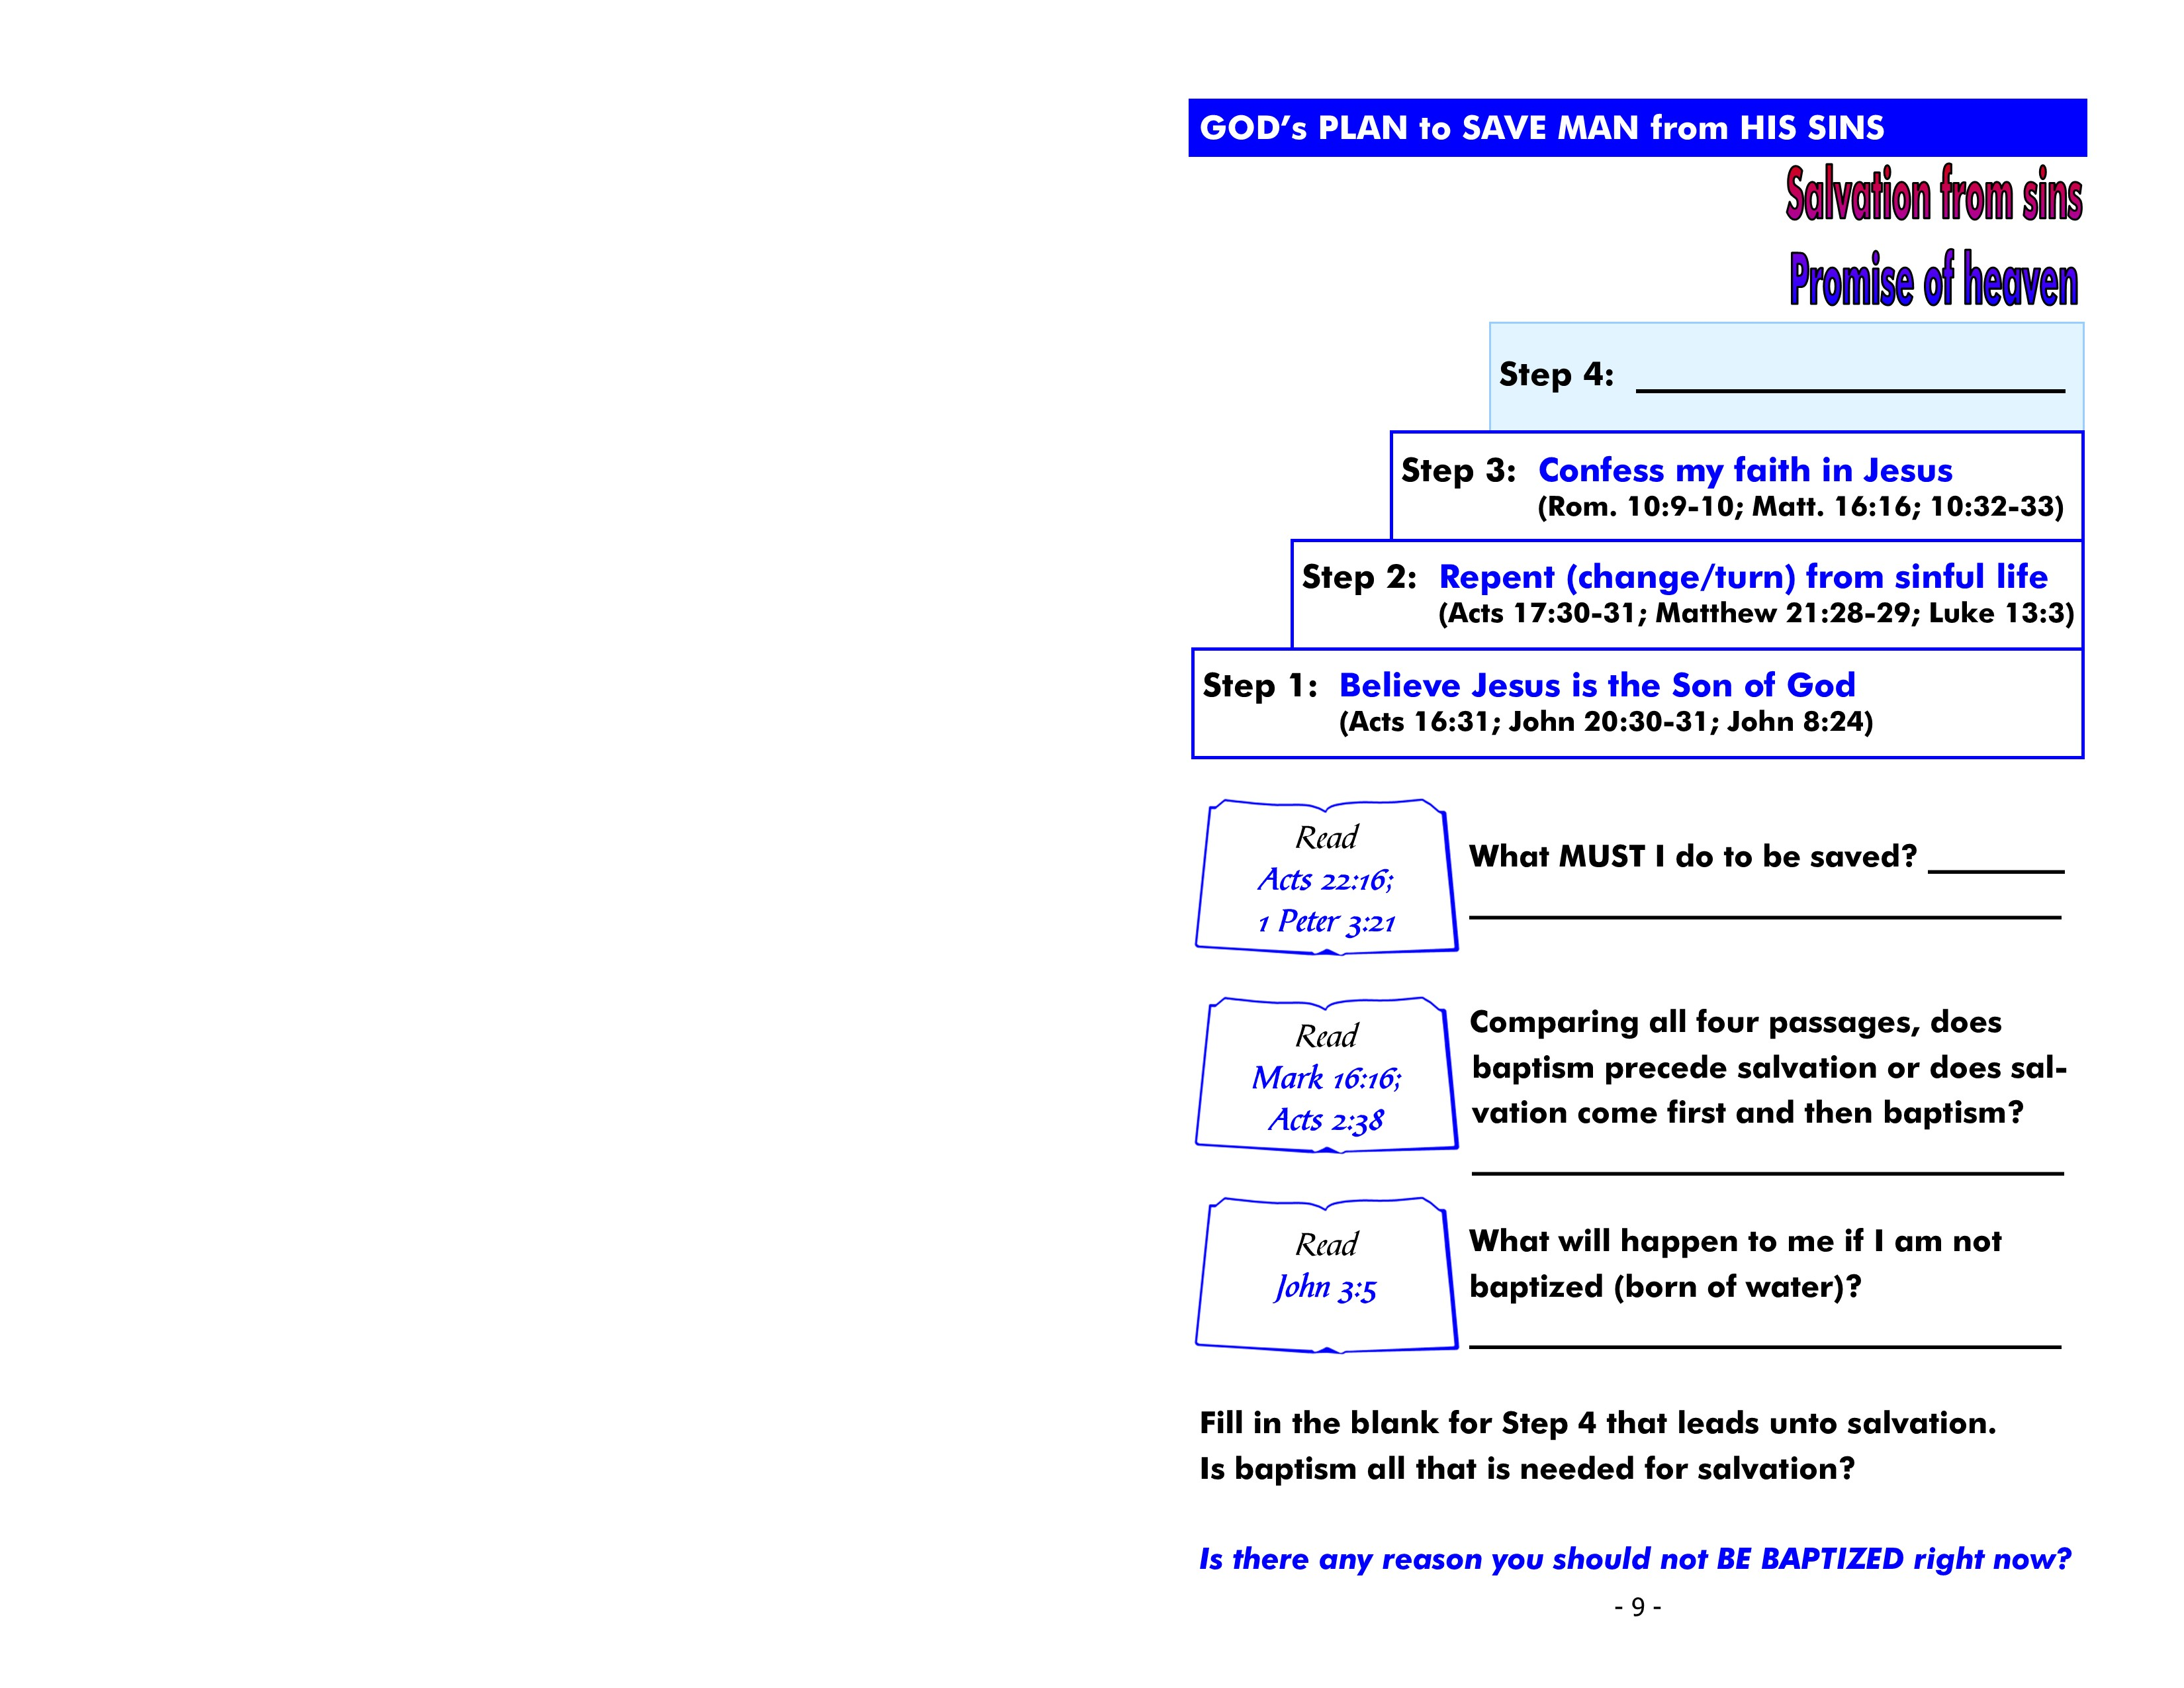 GOD’s PLAN to SAVE MAN from HIS SINS
Salvation from sins
Promise of heaven
Step 4: ____________________
Step 3: Confess my faith in Jesus
(Rom. 10:9-10; Matt. 16:16; 10:32-33)
Step 2: Repent (change/turn) from sinful life
(Acts 17:30-31; Matthew 21:28-29; Luke 13:3)
Step 1: Believe Jesus is the Son of God
(Acts 16:31; John 20:30-31; John 8:24)
Read
Acts 22:16;
1 Peter 3:21
What MUST I do to be saved? ________
Read
Mark 16:16;
Acts 2:38
Comparing all four passages, does
baptism precede salvation or does sal-
vation come first and then baptism?
Read
John 3:5
What will happen to me if I am not
baptized (born of water)?
Fill in the blank for Step 4 that leads unto salvation.
Is baptism all that is needed for salvation?
Is there any reason you should not BE BAPTIZED right now?
- 9 -